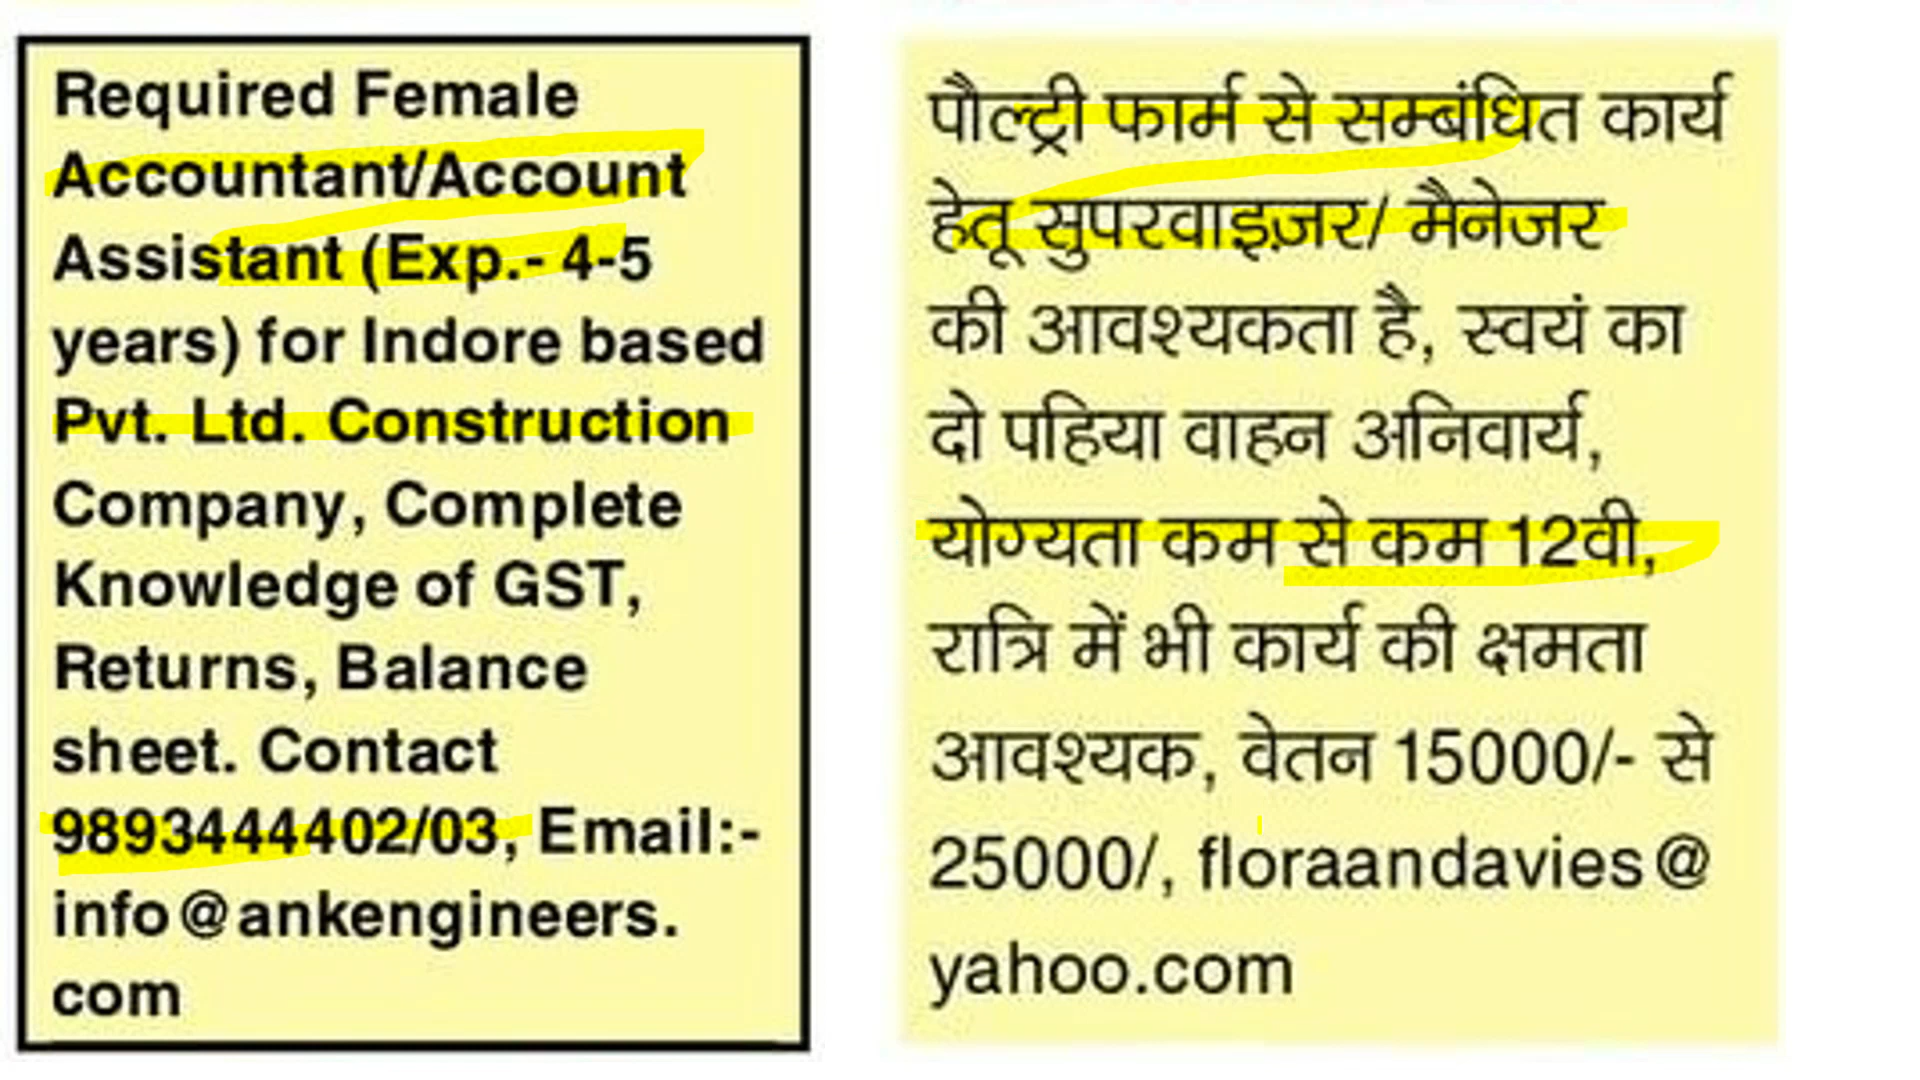 Required Female
Accountant/Account
Assistant (Exp.- 4-5
years) for Indore based
Pvt. Ltd. Construction
Company, Complete
Knowledge of GST,
Returns, Balance
sheet. Contact
9893444402/03, Email:-
info@ankengineers.
com
पौल्ट्री फार्म से सम्बंधित कार्य
हेतू सुपरवाइज़र/ मैनेजर
की आवश्यकता है, स्वयं का
दो पहिया वाहन अनिवार्य,
योग्यता कम से कम 12वी,
रात्रि में भी कार्य की क्षमता
आवश्यक, वेतन 15000/- से
25000/, floraandavies@
yahoo.com